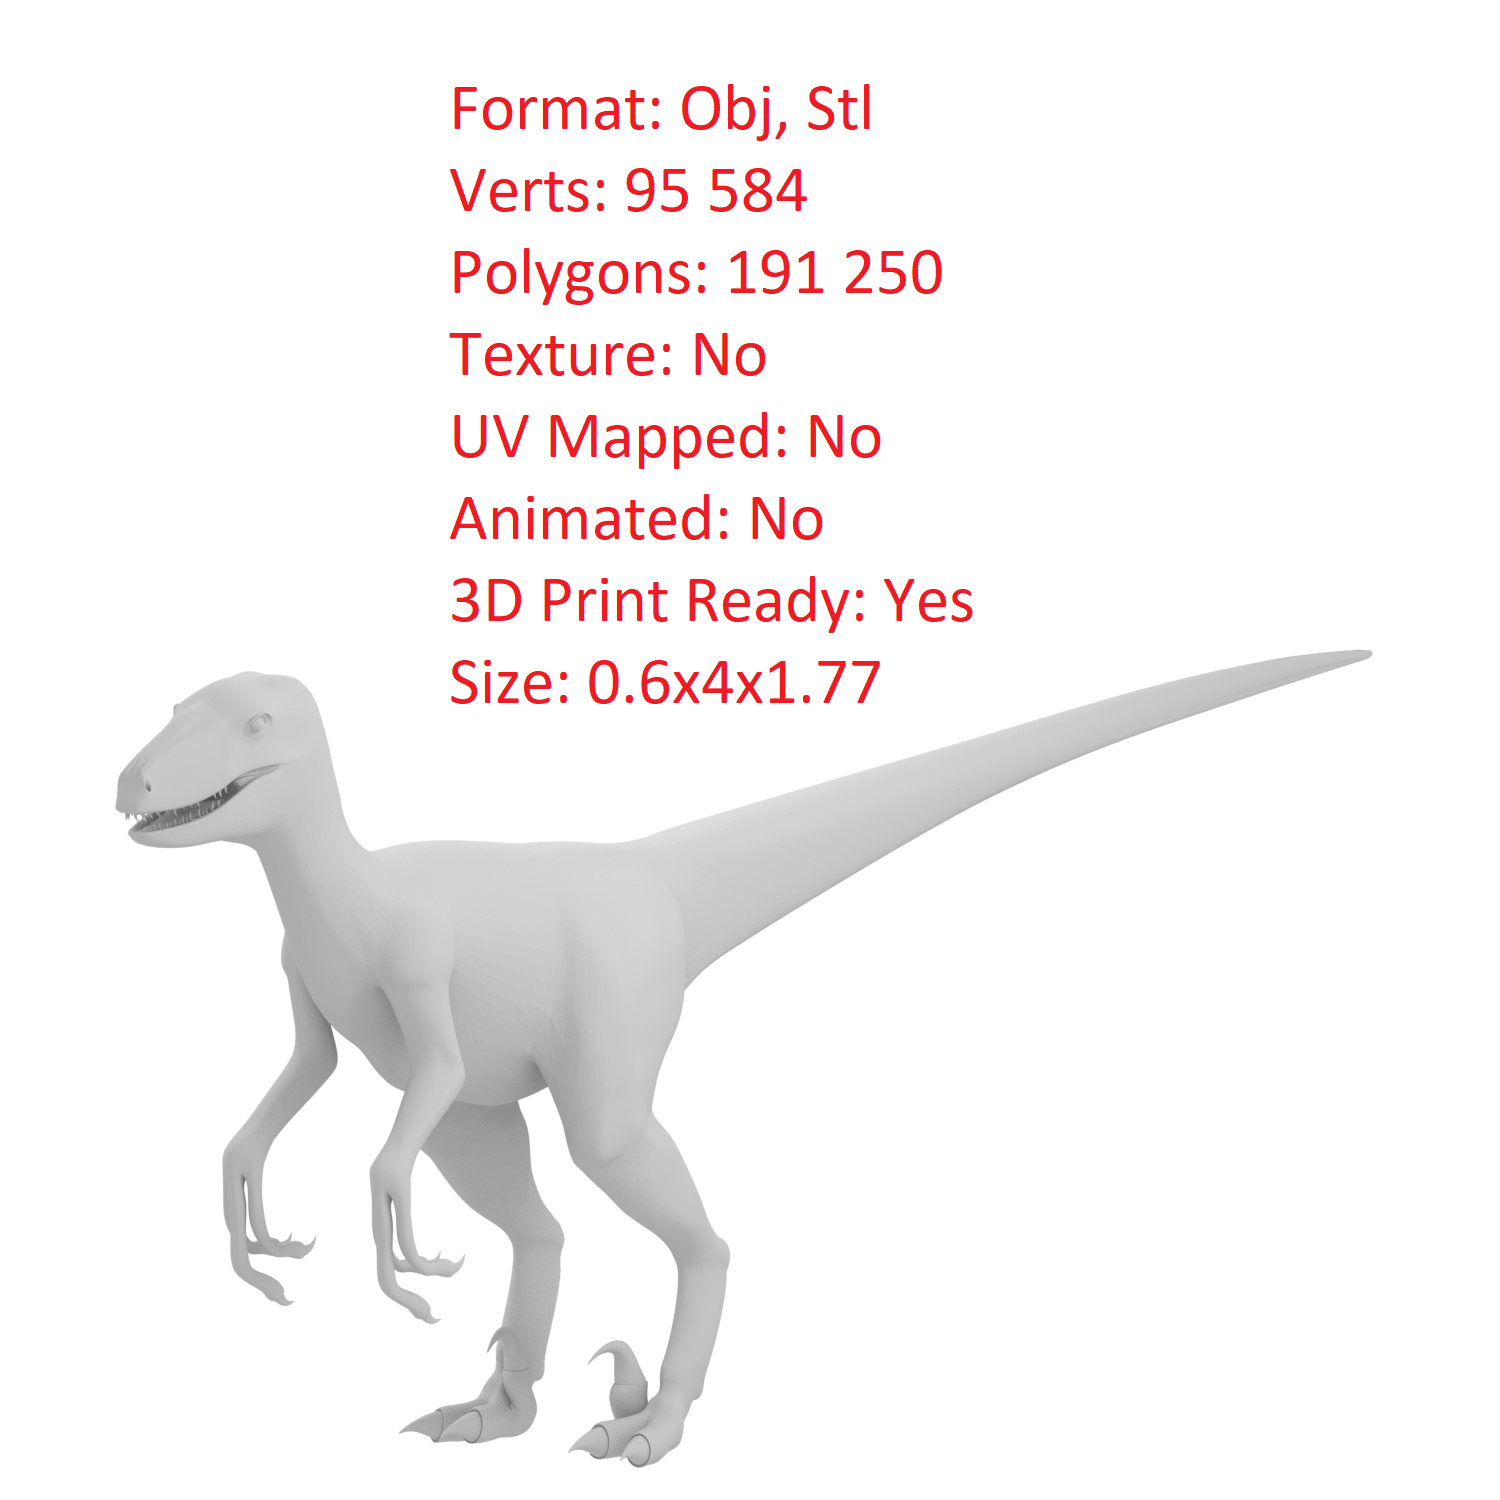 Format: Obj, Stl
Verts: 95 584
Polygons: 191 250
Texture: No
UV Mapped: No
Animated: No
3D Print Ready: Yes
Size: 0.6x4x1.77